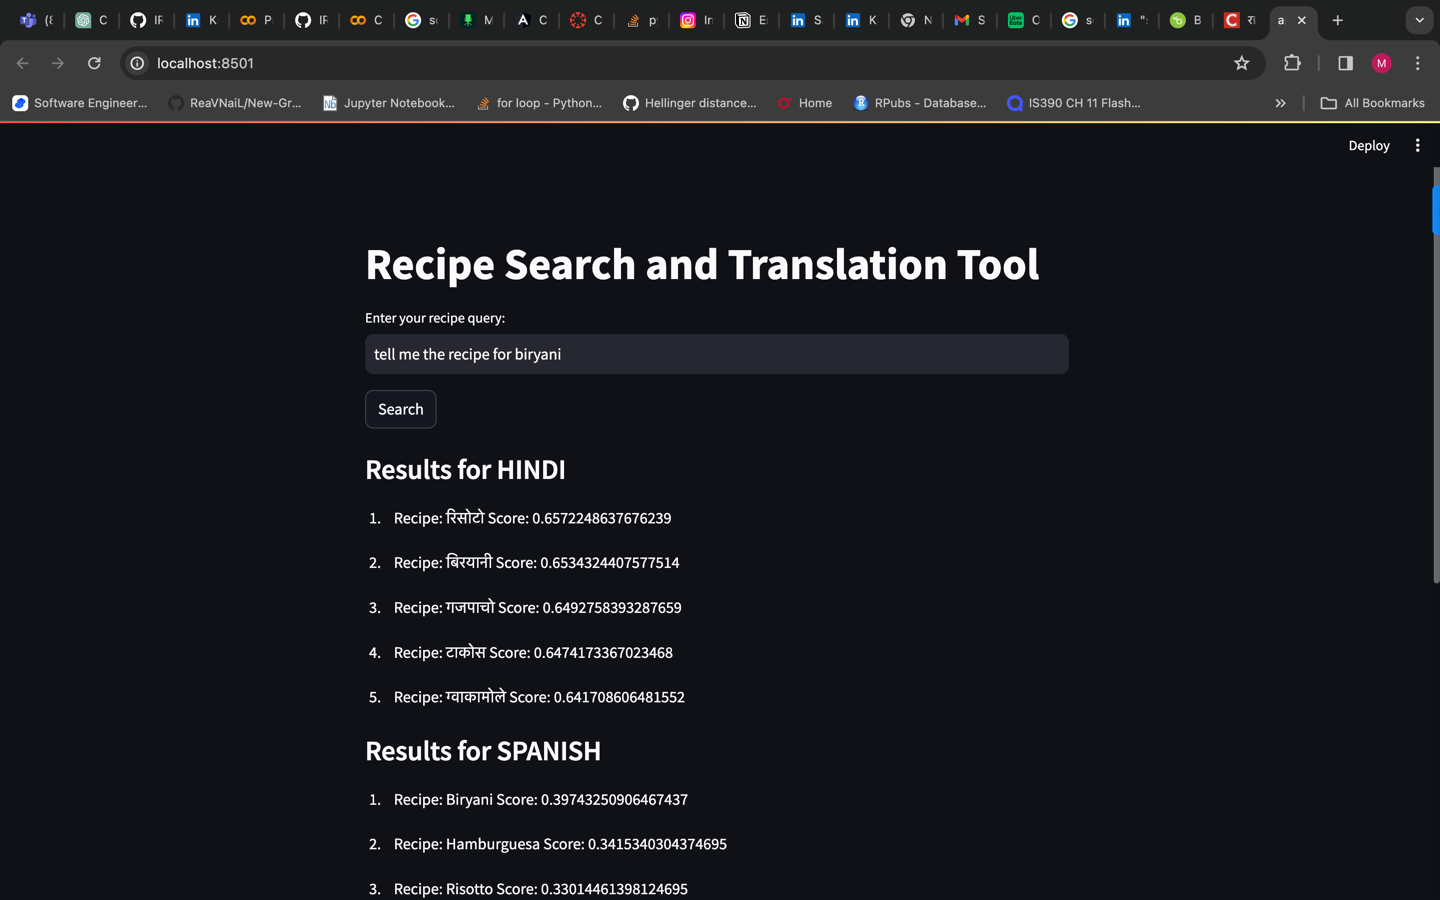 (8 C IF K P IF C sc M C C p In E S K N S C se "‹ B रा a
localhost:8501 M
Software Engineer... ReaVNaiL/New-Gr... Jupyter Notebook... for loop - Python... Hellinger distance... Home RPubs - Database... IS390 CH 11 Flash... All Bookmarks
Deploy
Recipe Search and Translation Tool
Enter your recipe query:
tell me the recipe for biryani
Search
Results for HINDI
1. Recipe: रिसोटो Score: 0.6572248637676239
2. Recipe: बिरयानी Score: 0.6534324407577514
3. Recipe: गजपाचो Score: 0.6492758393287659
4. Recipe: टाकोस Score: 0.6474173367023468
5. Recipe: ग्वाकामोले Score: 0.641708606481552
Results for SPANISH
1. Recipe: Biryani Score: 0.39743250906467437
2. Recipe: Hamburguesa Score: 0.3415340304374695
3. Recipe: Risotto Score: 0.33014461398124695